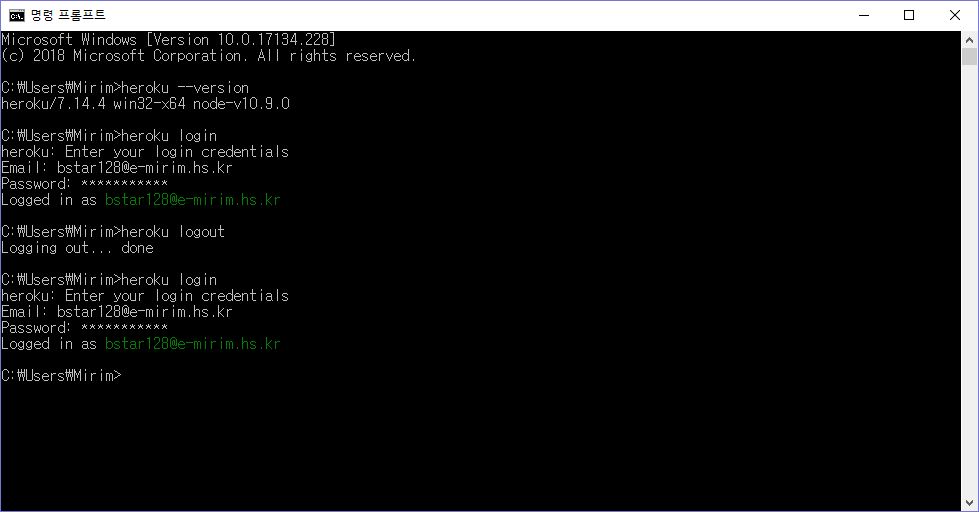 명령 프롬프트
Microsoft Windows [Version 10.0.17134.228]
(c) 2018 Microsoft Corporation. All rights reserved.
C:₩Users₩Mirim>heroku --version
heroku/7.14.4 win32-x64 node-v10.9.0
C:₩Users₩Mirim>heroku login
heroku: Enter your login credentials
Email: bstar128@e-mirim.hs.kr
Password: ***********
Logged in as bstar128@e-mirim.hs.kr
C:₩Users₩Mirim>heroku logout
Logging out... done
C:₩Users₩Mirim>heroku login
heroku: Enter your login credentials
Email: bstar128@e-mirim.hs.kr
Password: ***********
Logged in as bstar128@e-mirim.hs.kr
C:₩Users₩Mirim>